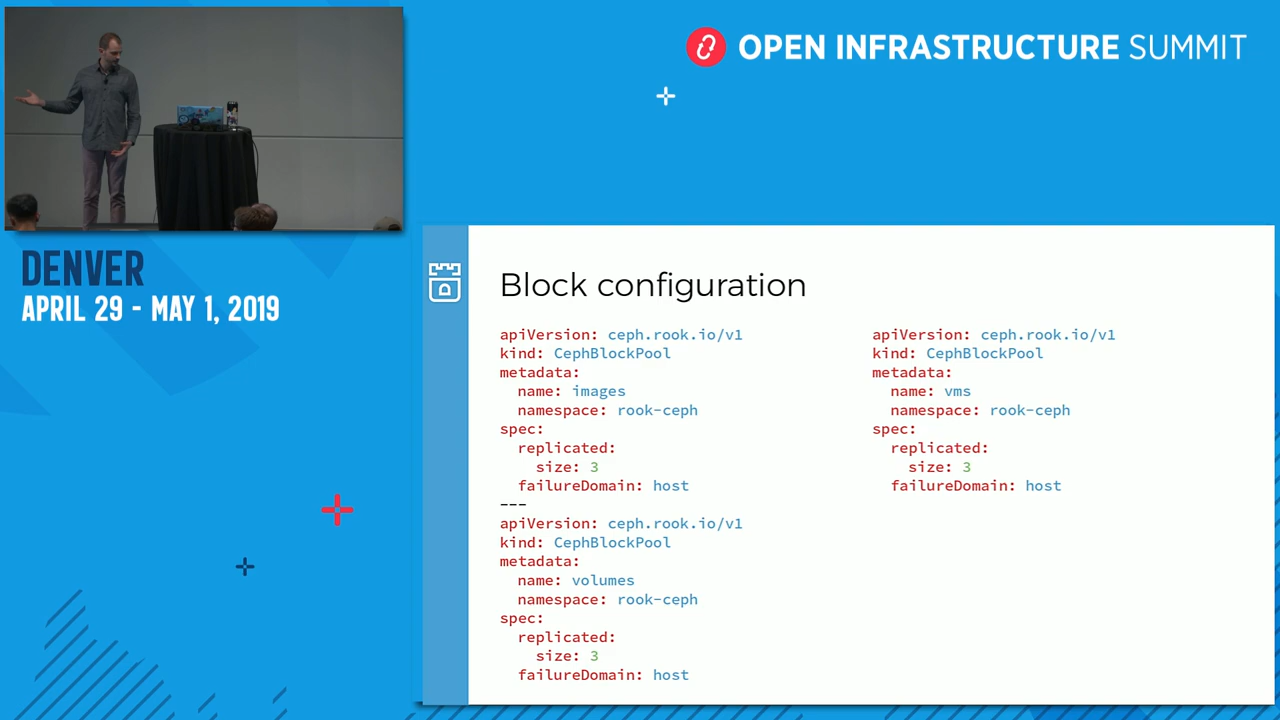 OPEN INFRASTRUCTURE SUMMIT
DENVER
APRIL 29 - MAY 1, 2019
Block configuration
apiVersion: ceph.rook.io/v1
kind: CephBlockPool
metadata:
  name: images
  namespace: rook-ceph
spec:
  replicated:
    size: 3
  failureDomain: host
---
apiVersion: ceph.rook.io/v1
kind: CephBlockPool
metadata:
  name: volumes
  namespace: rook-ceph
spec:
  replicated:
    size: 3
  failureDomain: host
apiVersion: ceph.rook.io/v1
kind: CephBlockPool
metadata:
  name: vms
  namespace: rook-ceph
spec:
  replicated:
    size: 3
  failureDomain: host